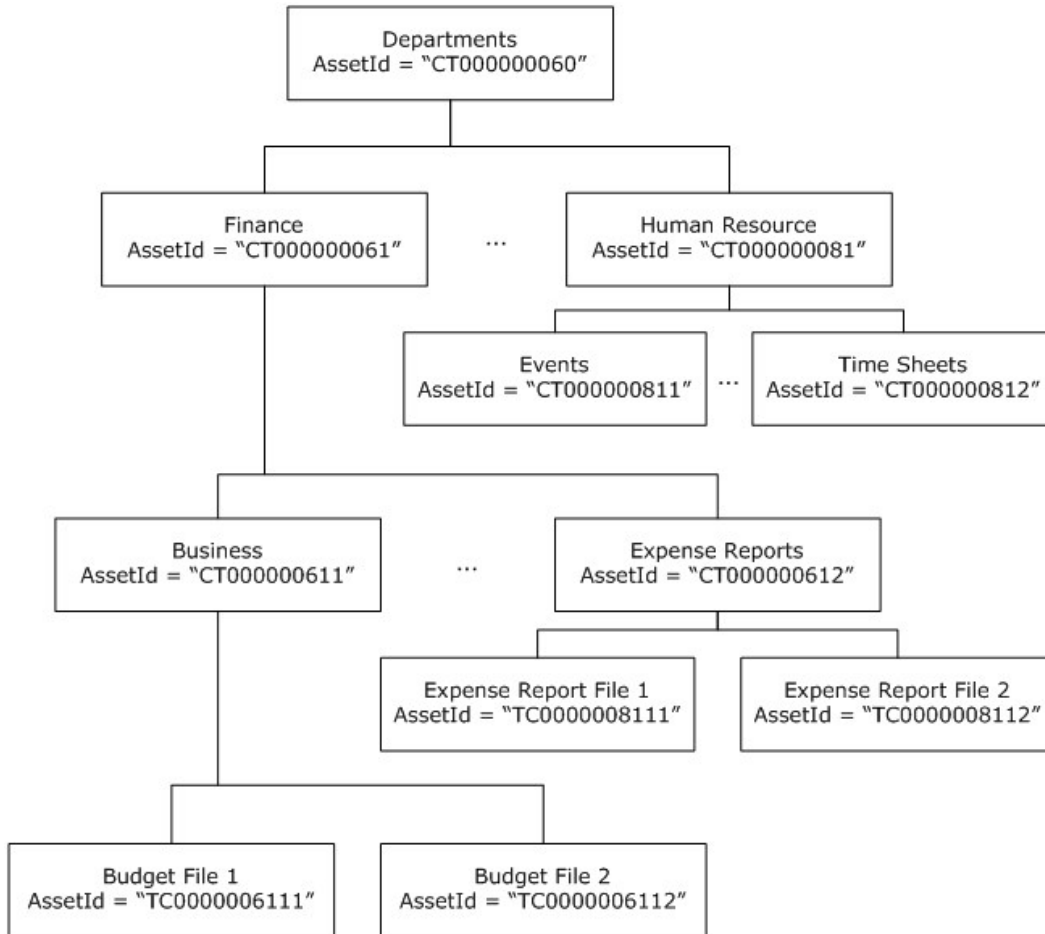 Departments
AssetId = “CT000000060”
Finance
AssetId = “CT000000061”
...
Human Resource
AssetId = “CT000000081”
Events
AssetId = “CT000000811”
...
Time Sheets
AssetId = “CT000000812”
Business
AssetId = “CT000000611”
...
Expense Reports
AssetId = “CT000000612”
Expense Report File 1
AssetId = “TC0000008111”
Expense Report File 2
AssetId = “TC0000008112”
Budget File 1
AssetId = “TC0000006111”
Budget File 2
AssetId = “TC0000006112”